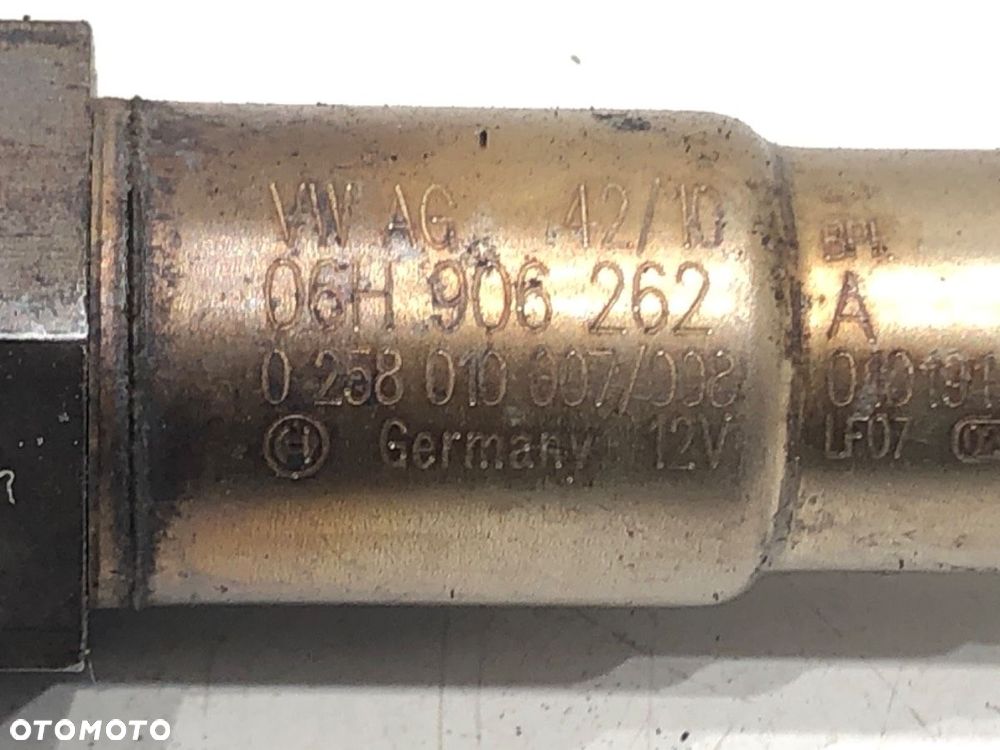 VW AG 42/10
06H 906 262
0 258 010 007/008
Germany 12V
A
LF07
OTOMOTO